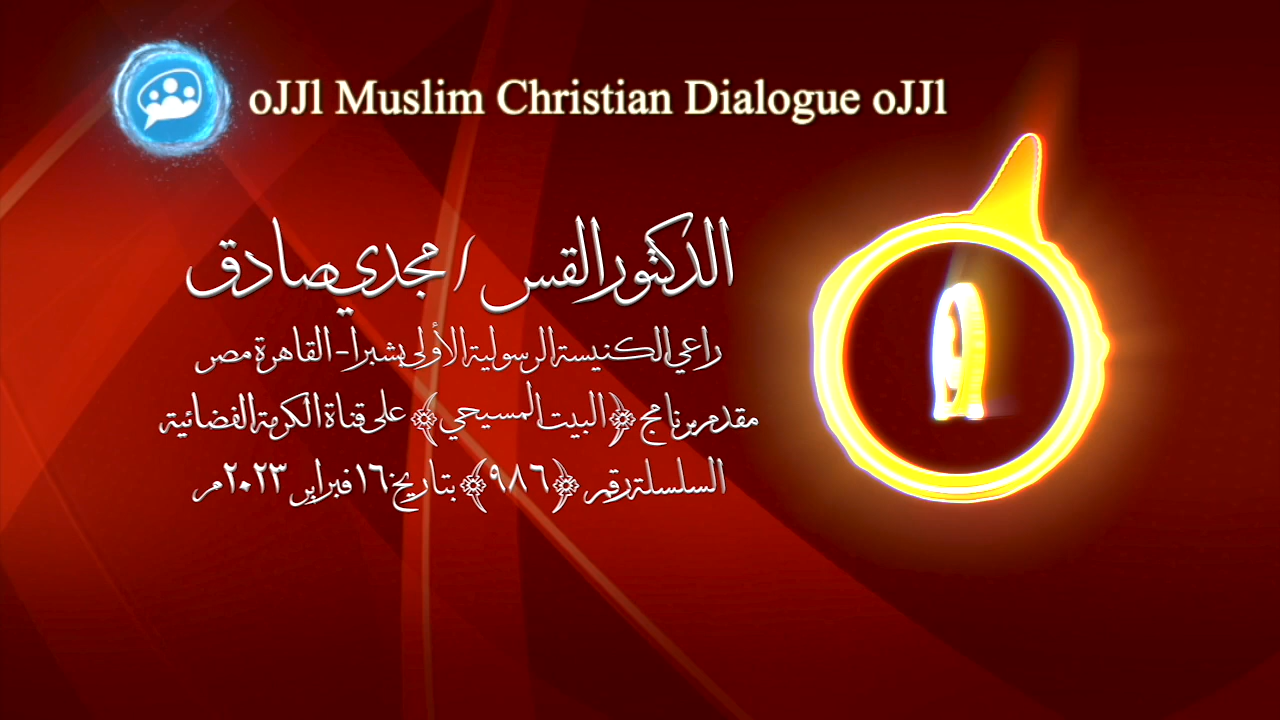 oJJl Muslim Christian Dialogue oJJl
الدكتور القس / مجدي صادق
راعي الكنيسة الرسولية الأولى بشبرا - القاهرة مصر
مقدم برنامج ﴿البيت المسيحي﴾ على قناة الكرمة الفضائية
السلسلة رقم ﴿٩٨٦﴾ بتاريخ ١٦ فبراير ٢٠٢٣م